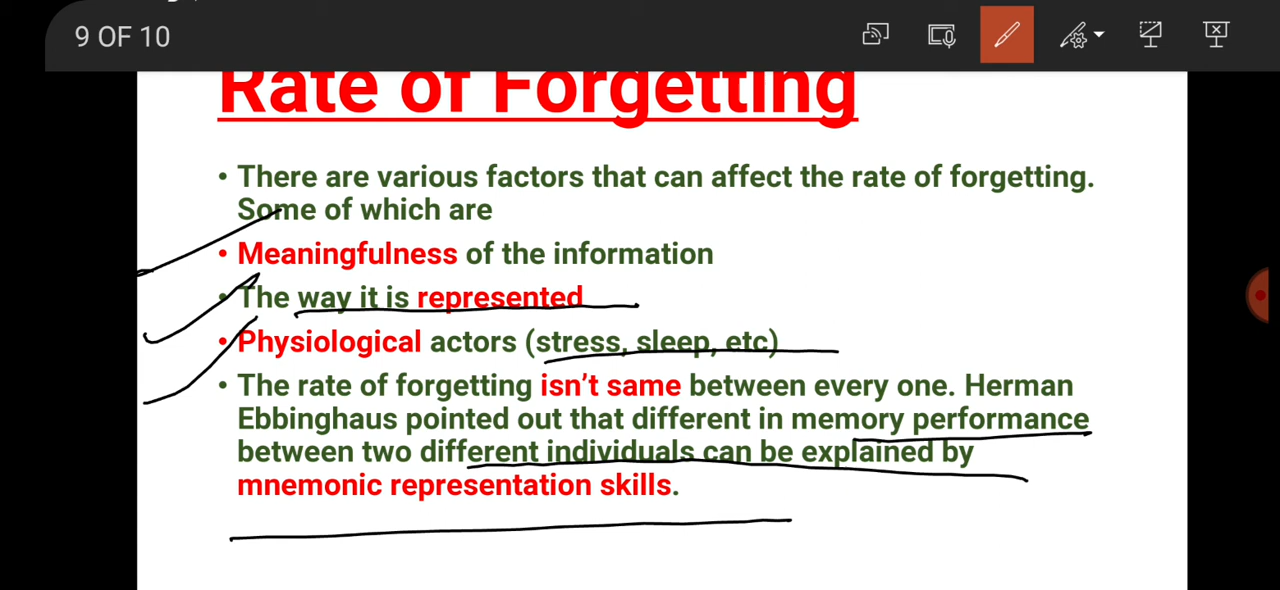 9 OF 10
Rate of Forgetting
• There are various factors that can affect the rate of forgetting.
Some of which are
• Meaningfulness of the information
• The way it is represented
• Physiological actors (stress, sleep, etc)
• The rate of forgetting isn't same between every one. Herman
Ebbinghaus pointed out that different in memory performance
between two different individuals can be explained by
mnemonic representation skills.